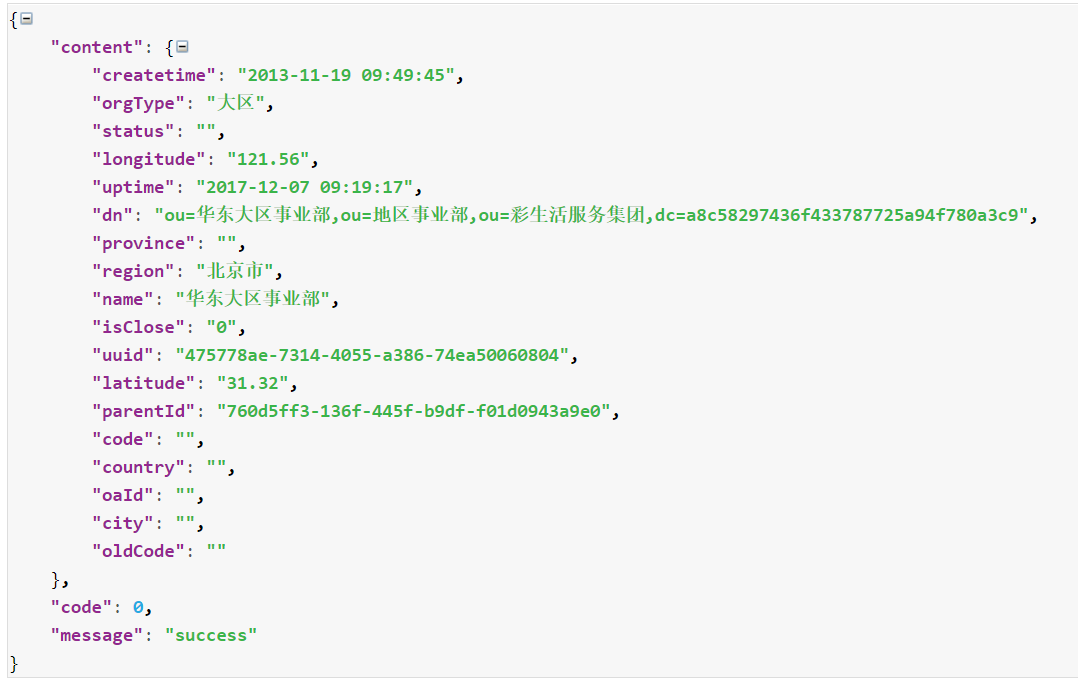 {
"content": {
"createtime": "2013-11-19 09:49:45",
"orgType": "大区",
"status": "",
"longitude": "121.56",
"uptime": "2017-12-07 09:19:17",
"dn": "ou=华东大区事业部,ou=地区事业部,ou=彩生活服务集团,dc=a8c58297436f433787725a94f780a3c9",
"province": "",
"region": "北京市",
"name": "华东大区事业部",
"isClose": "0",
"uuid": "475778ae-7314-4055-a386-74ea50060804",
"latitude": "31.32",
"parentId": "760d5ff3-136f-445f-b9df-f01d0943a9e0",
"code": "",
"country": "",
"oaId": "",
"city": "",
"oldCode": ""
},
"code": 0,
"message": "success"
}